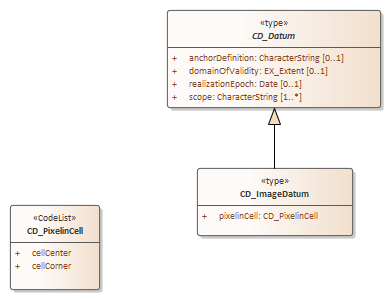 «type»
CD_Datum
+ anchorDefinition: CharacterString [0..1]
+ domainOfValidity: EX_Extent [0..1]
+ realizationEpoch: Date [0..1]
+ scope: CharacterString [1..*]
«type»
CD_ImageDatum
+ pixelinCell: CD_PixelinCell
«CodeList»
CD_PixelinCell
+ cellCenter
+ cellCorner